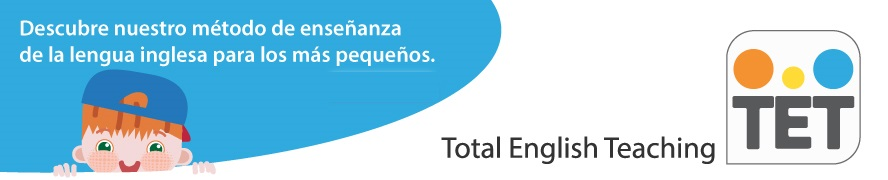 Descubre nuestro método de enseñanza
de la lengua inglesa para los más pequeños.
Total English Teaching
TET